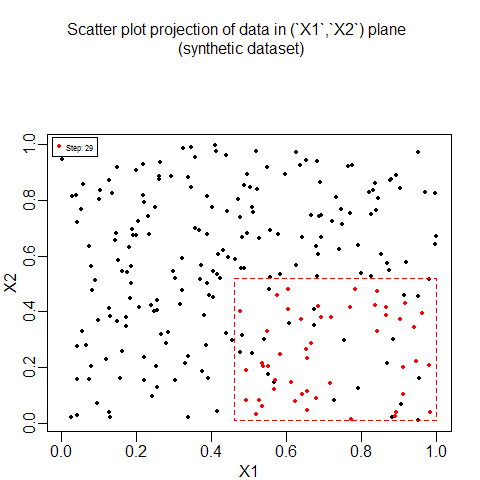 Scatter plot projection of data in (`X1`,`X2`) plane
(synthetic dataset)
Step: 29
1.0
0.8
0.6
0.4
0.2
0.0
X2
0.0 0.2 0.4 0.6 0.8 1.0
X1